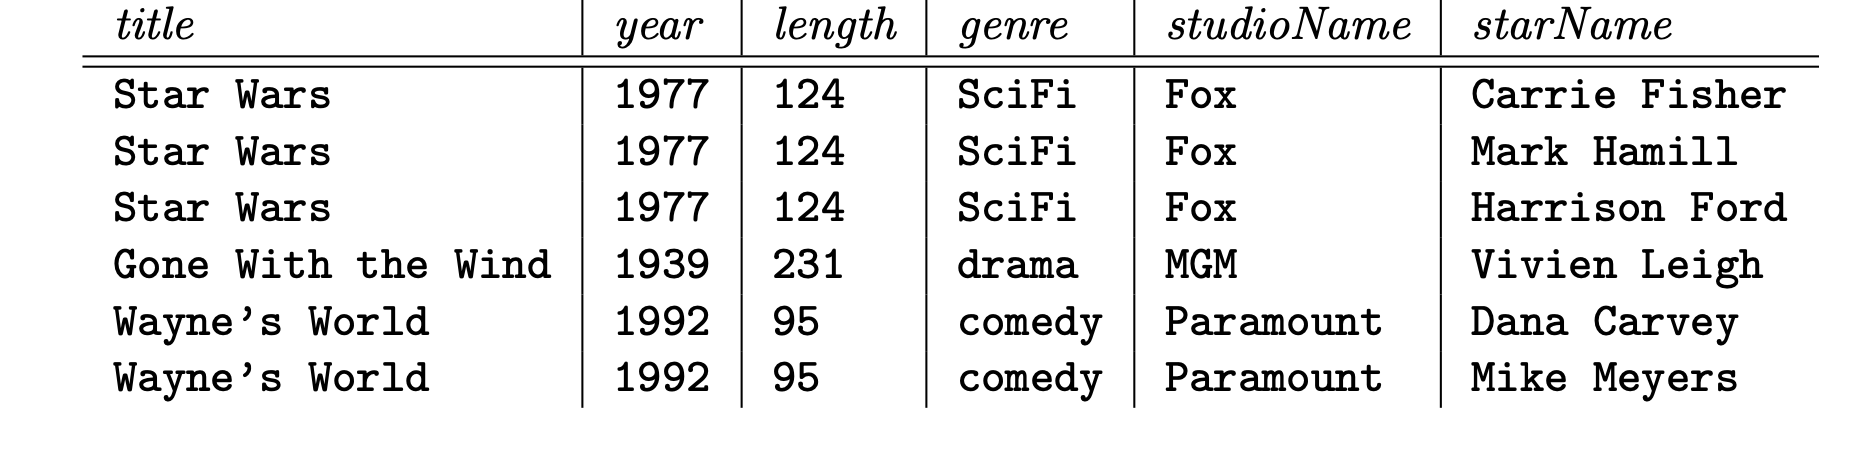 title year length genre studioName starName
Star Wars 1977 124 SciFi Fox Carrie Fisher
Star Wars 1977 124 SciFi Fox Mark Hamill
Star Wars 1977 124 SciFi Fox Harrison Ford
Gone With the Wind 1939 231 drama MGM Vivien Leigh
Wayne's World 1992 95 comedy Paramount Dana Carvey
Wayne's World 1992 95 comedy Paramount Mike Meyers